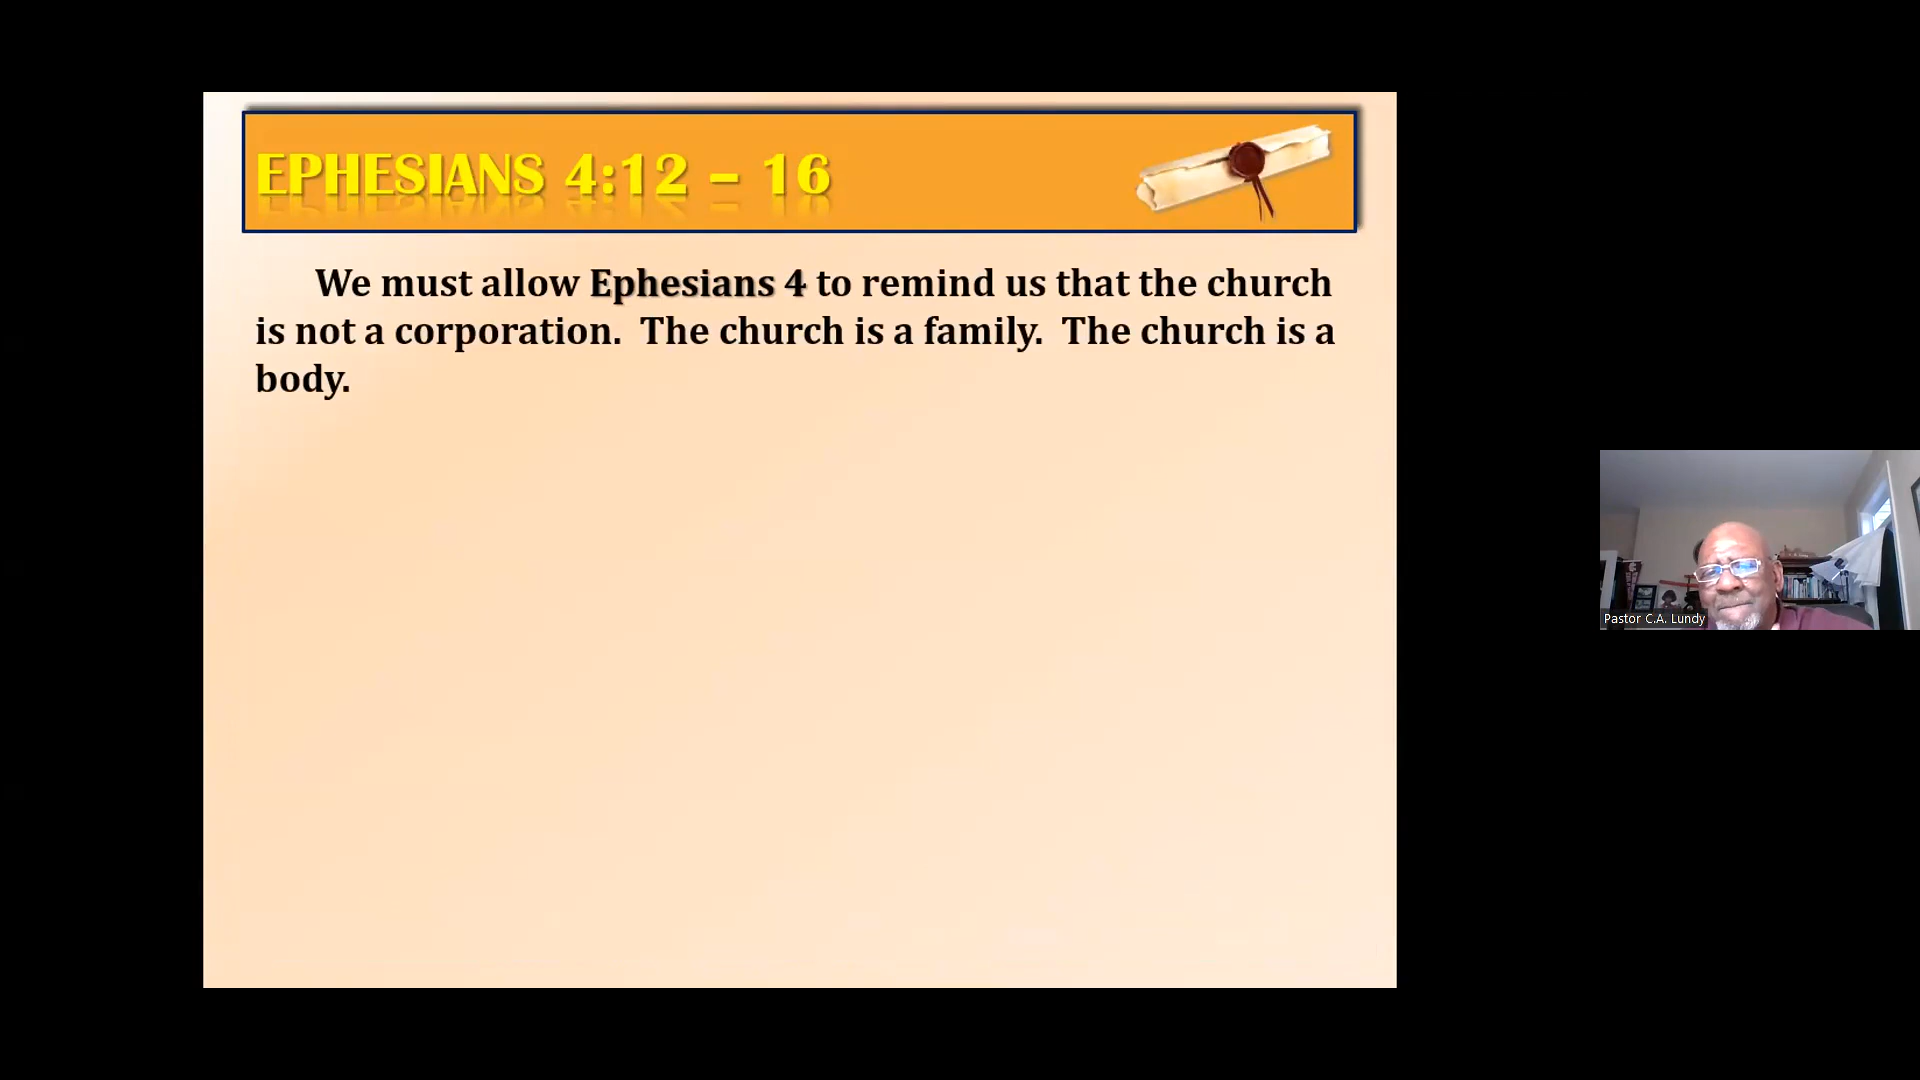 EPHESIANS 4:12 – 16
We must allow Ephesians 4 to remind us that the church
is not a corporation.  The church is a family.  The church is a
body.
Pastor C.A. Lundy